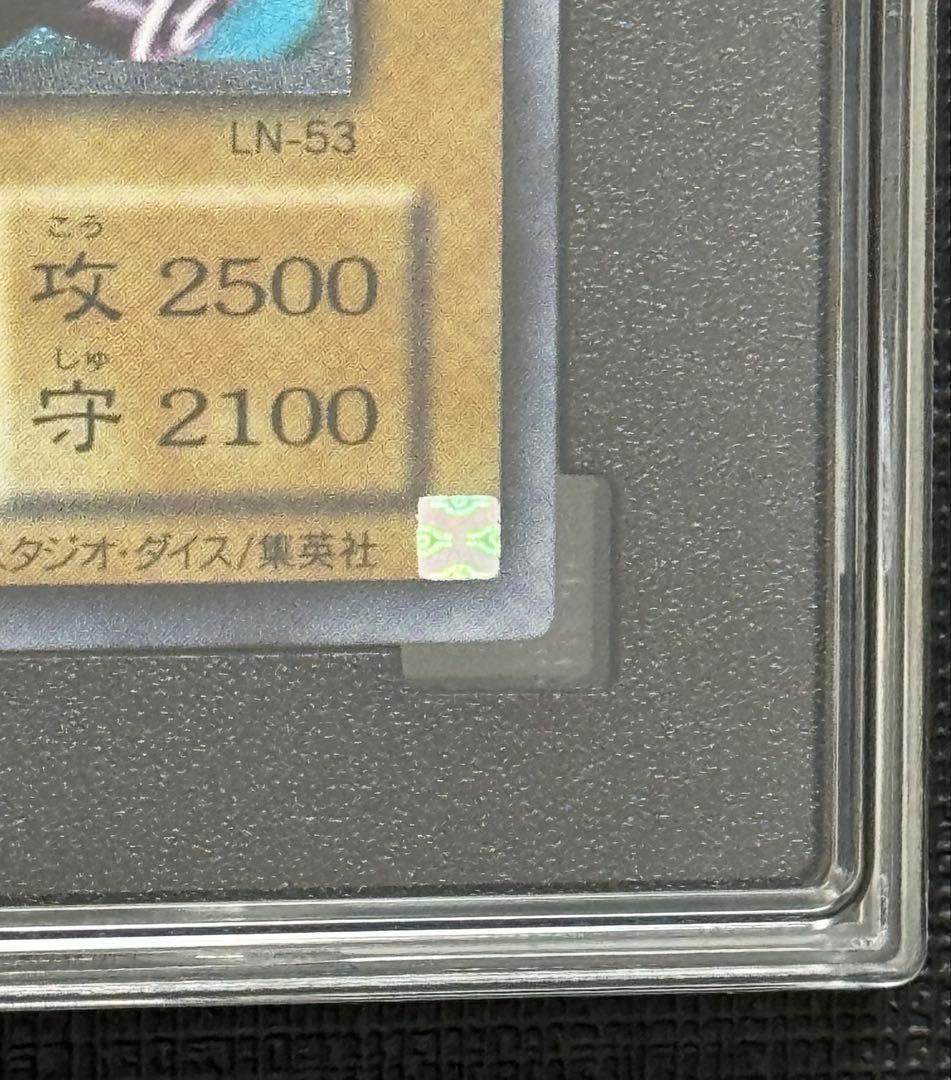 LN-53
こう
攻 2500
しゅ
守 2100
スタジオ・ダイス/集英社